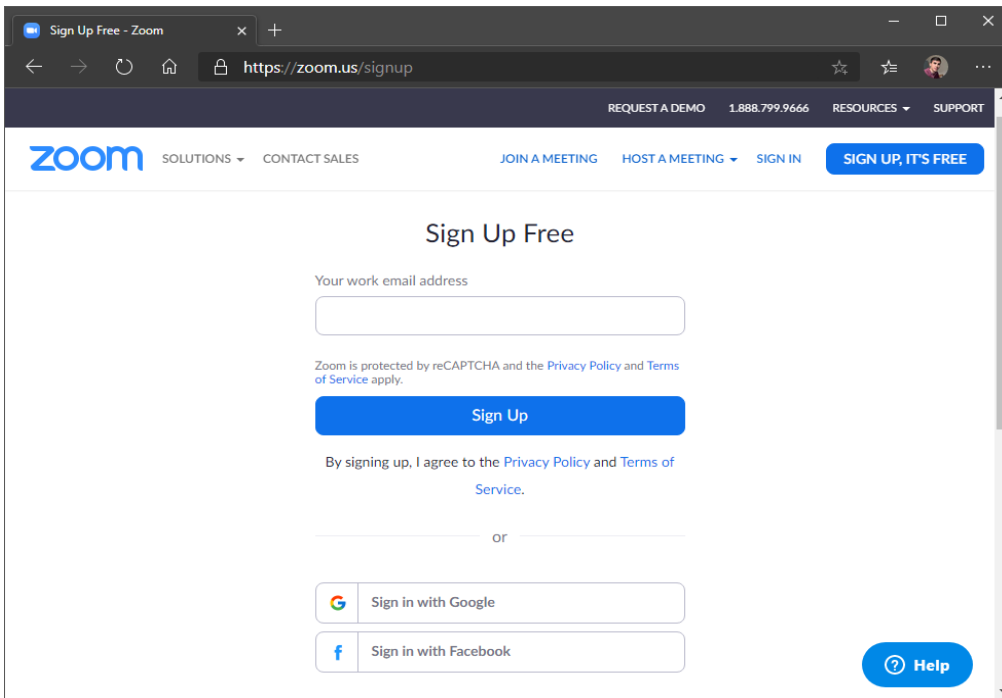 Sign Up Free - Zoom
https://zoom.us/signup
REQUEST A DEMO 1.888.799.9666 RESOURCES SUPPORT
zoom SOLUTIONS CONTACT SALES JOIN A MEETING HOST A MEETING SIGN IN SIGN UP, IT'S FREE
Sign Up Free
Your work email address
Zoom is protected by reCAPTCHA and the Privacy Policy and Terms
of Service apply.
Sign Up
By signing up, I agree to the Privacy Policy and Terms of
Service.
or
Sign in with Google
Sign in with Facebook
Help